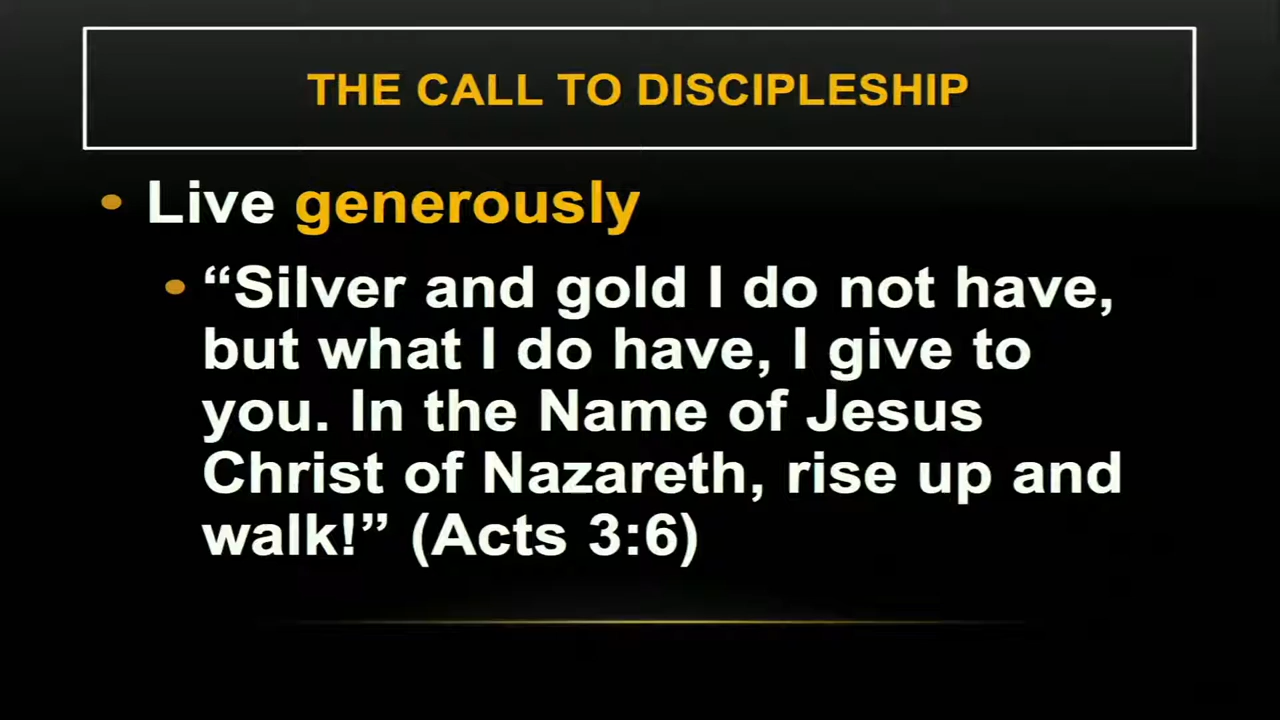 THE CALL TO DISCIPLESHIP
• Live generously
• “Silver and gold I do not have,
but what I do have, I give to
you. In the Name of Jesus
Christ of Nazareth, rise up and
walk!” (Acts 3:6)